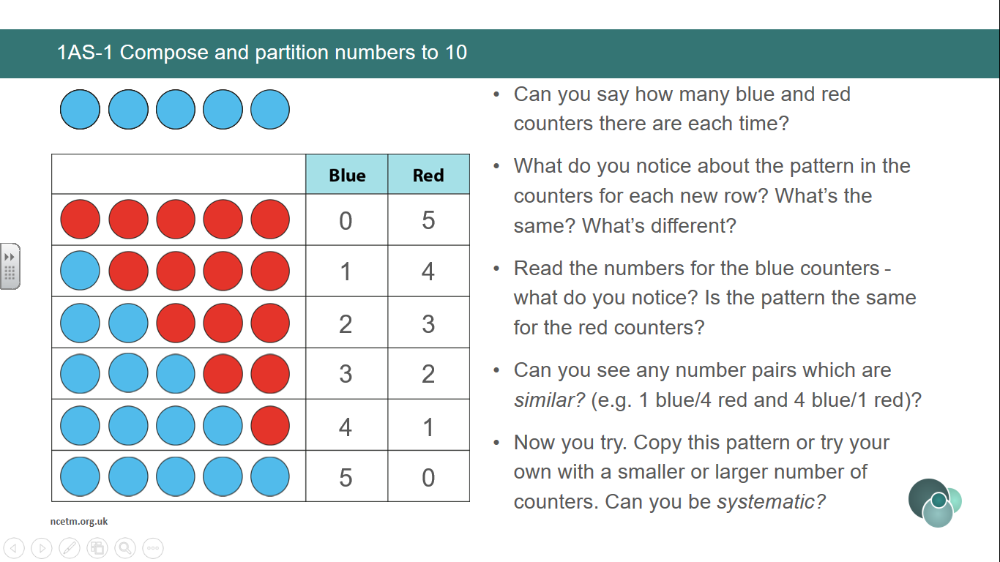 1AS-1 Compose and partition numbers to 10
Blue Red
0 5
1 4
2 3
3 2
4 1
5 0
• Can you say how many blue and red
counters there are each time?
• What do you notice about the pattern in the
counters for each new row? What’s the
same? What’s different?
• Read the numbers for the blue counters -
what do you notice? Is the pattern the same
for the red counters?
• Can you see any number pairs which are
similar? (e.g. 1 blue/4 red and 4 blue/1 red)?
• Now you try. Copy this pattern or try your
own with a smaller or larger number of
counters. Can you be systematic?
ncetm.org.uk